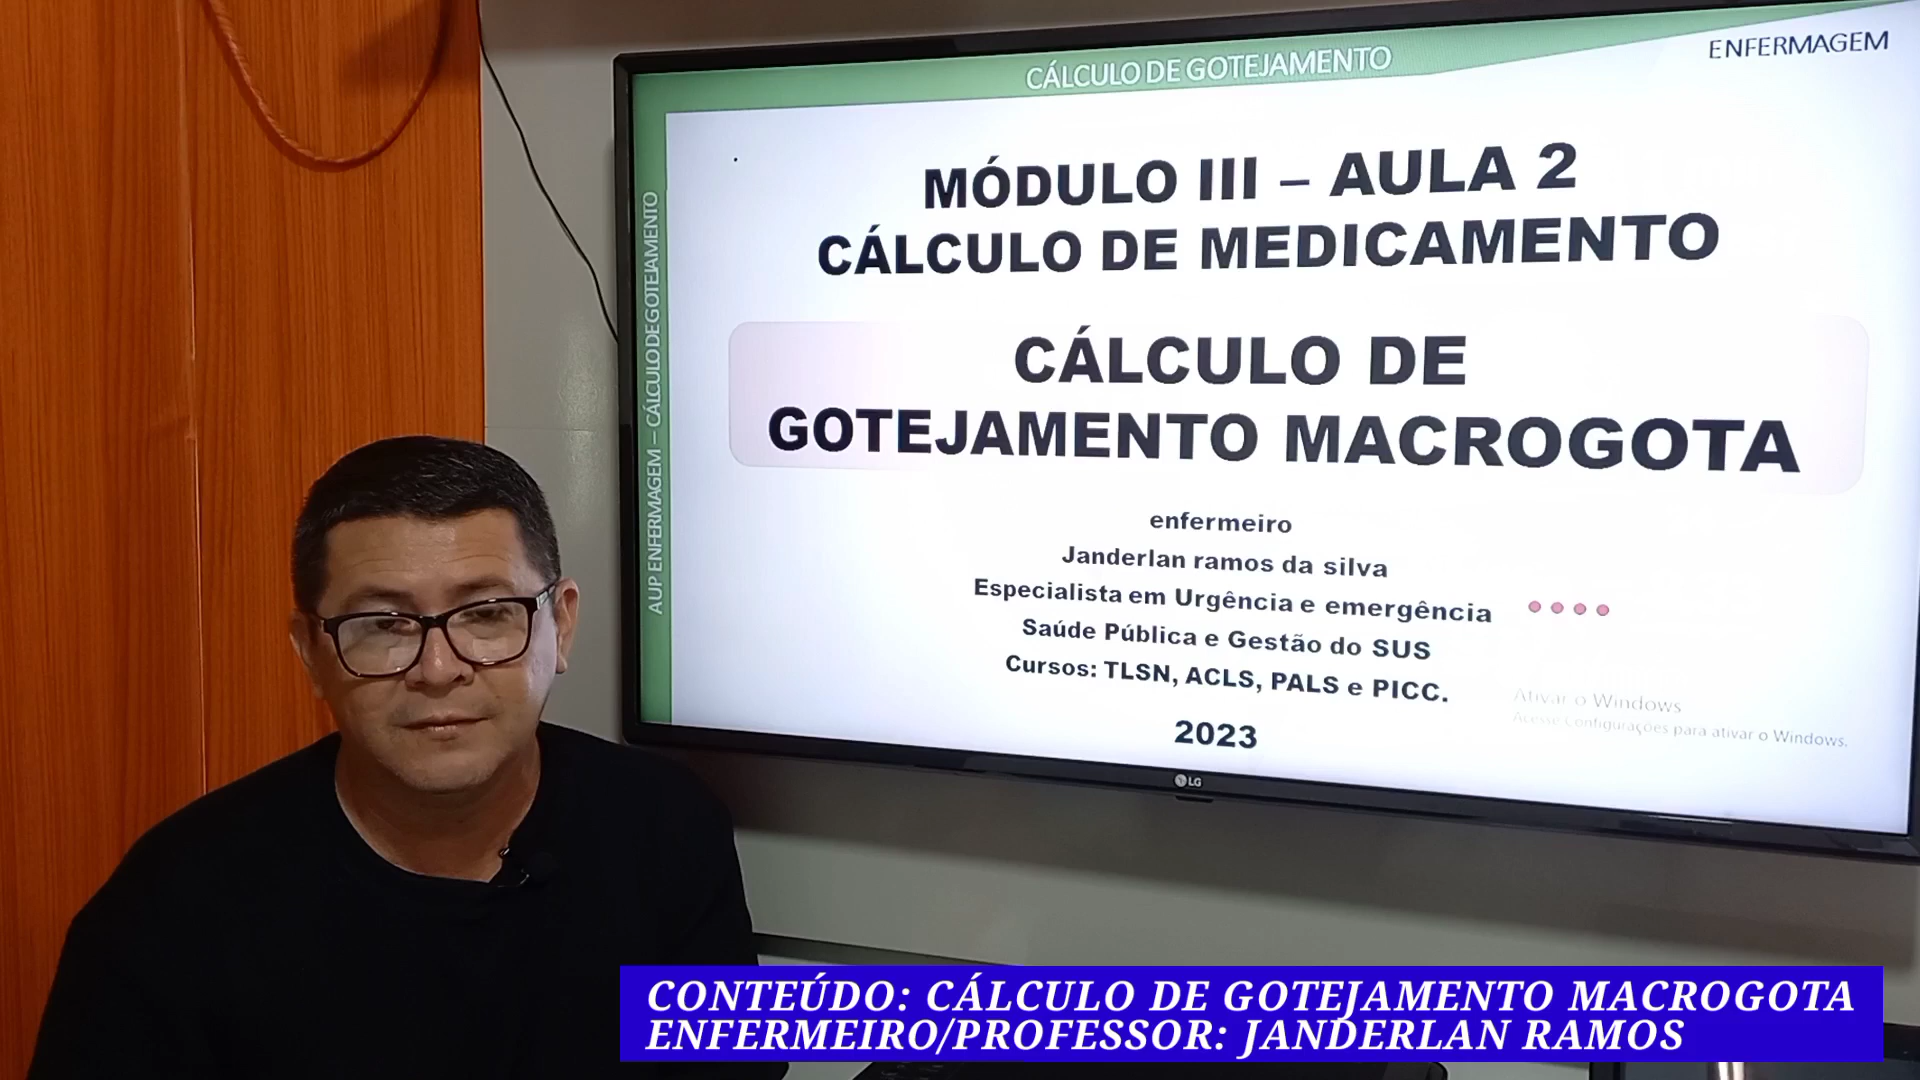 CÁLCULO DE GOTEJAMENTO
ENFERMAGEM
AUP ENFERMAGEM – CÁLCULO DE GOTEJAMENTO
MÓDULO III – AULA 2
CÁLCULO DE MEDICAMENTO
CÁLCULO DE
GOTEJAMENTO MACROGOTA
enfermeiro
Janderlan ramos da silva
Especialista em Urgência e emergência
Saúde Pública e Gestão do SUS
Cursos: TLSN, ACLS, PALS e PICC.
2023
Ativar o Windows
Acesse Configurações para ativar o Windows.
LG
CONTEÚDO: CÁLCULO DE GOTEJAMENTO MACROGOTA
ENFERMEIRO/PROFESSOR: JANDERLAN RAMOS